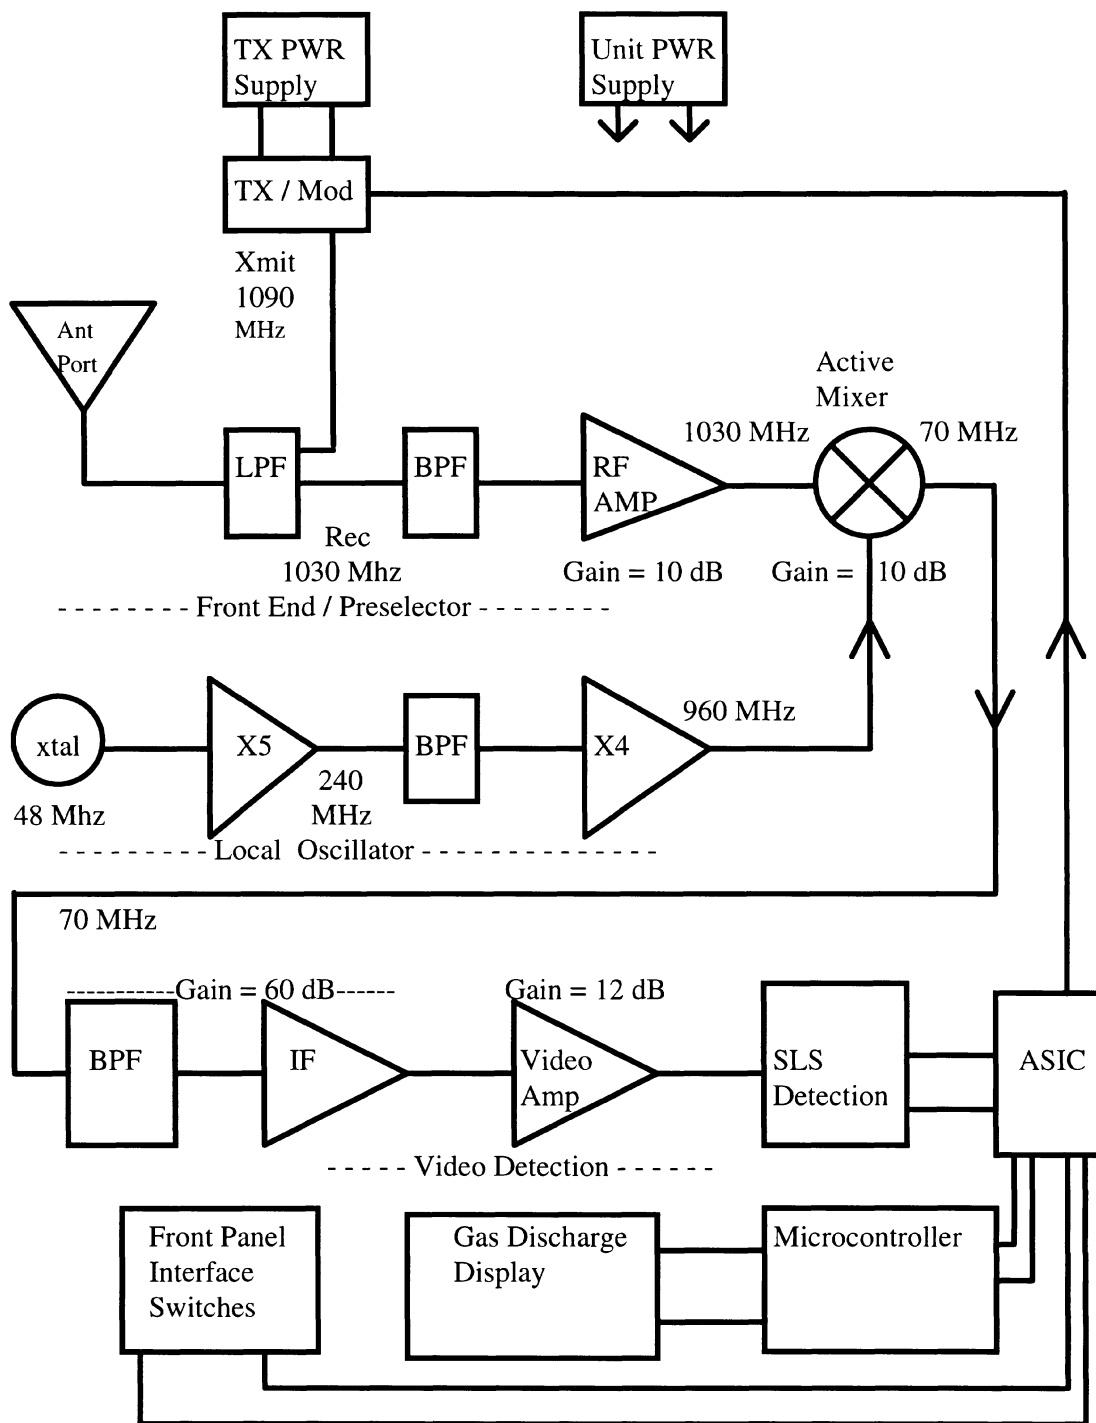 TX PWR
Supply
Unit PWR
Supply
TX / Mod
Xmit
1090
MHz
Ant
Port
Active
Mixer
1030 MHz
70 MHz
LPF
BPF
RF
AMP
Rec
1030 Mhz
Gain = 10 dB
Gain = 10 dB
- - - - - - - - Front End / Preselector - - - - - - - -
xtal
X5
BPF
X4
960 MHz
48 Mhz
240
MHz
- - - - - - - - - Local Oscillator - - - - - - - - - - - - - -
70 MHz
-----------Gain = 60 dB------
Gain = 12 dB
BPF
IF
Video
Amp
SLS
Detection
ASIC
- - - - - Video Detection - - - - - -
Front Panel
Interface
Switches
Gas Discharge
Display
Microcontroller